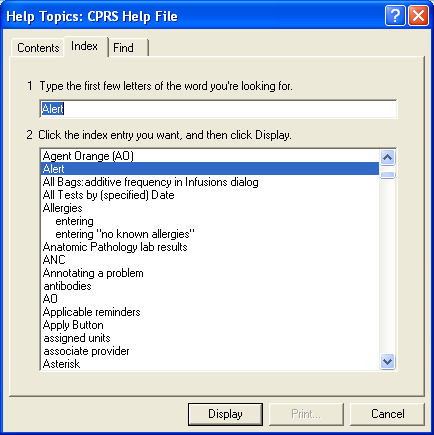 Help Topics: CPRS Help File
Contents Index Find
1 Type the first few letters of the word you're looking for.
Alert
2 Click the index entry you want, and then click Display.
Agent Orange (AO)
Alert
All Bags:additive frequency in Infusions dialog
All Tests by (specified) Date
Allergies
entering
entering "no known allergies"
Anatomic Pathology lab results
ANC
Annotating a problem
antibodies
AO
Applicable reminders
Apply Button
assigned units
associate provider
Asterisk
Display Print... Cancel